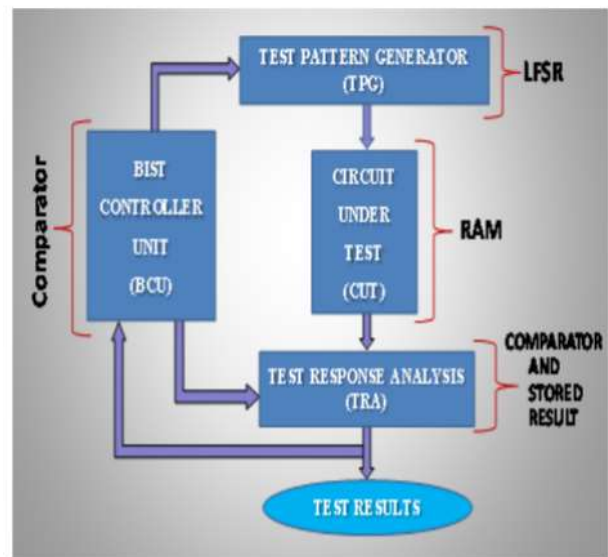 TEST PATTERN GENERATOR
(TPG)
LFSR
Comparator
BIST
CONTROLLER
UNIT
(BCU)
CIRCUIT
UNDER
TEST
(CUT)
RAM
TEST RESPONSE ANALYSIS
(TRA)
COMPARATOR
AND
STORED
RESULT
TEST RESULTS